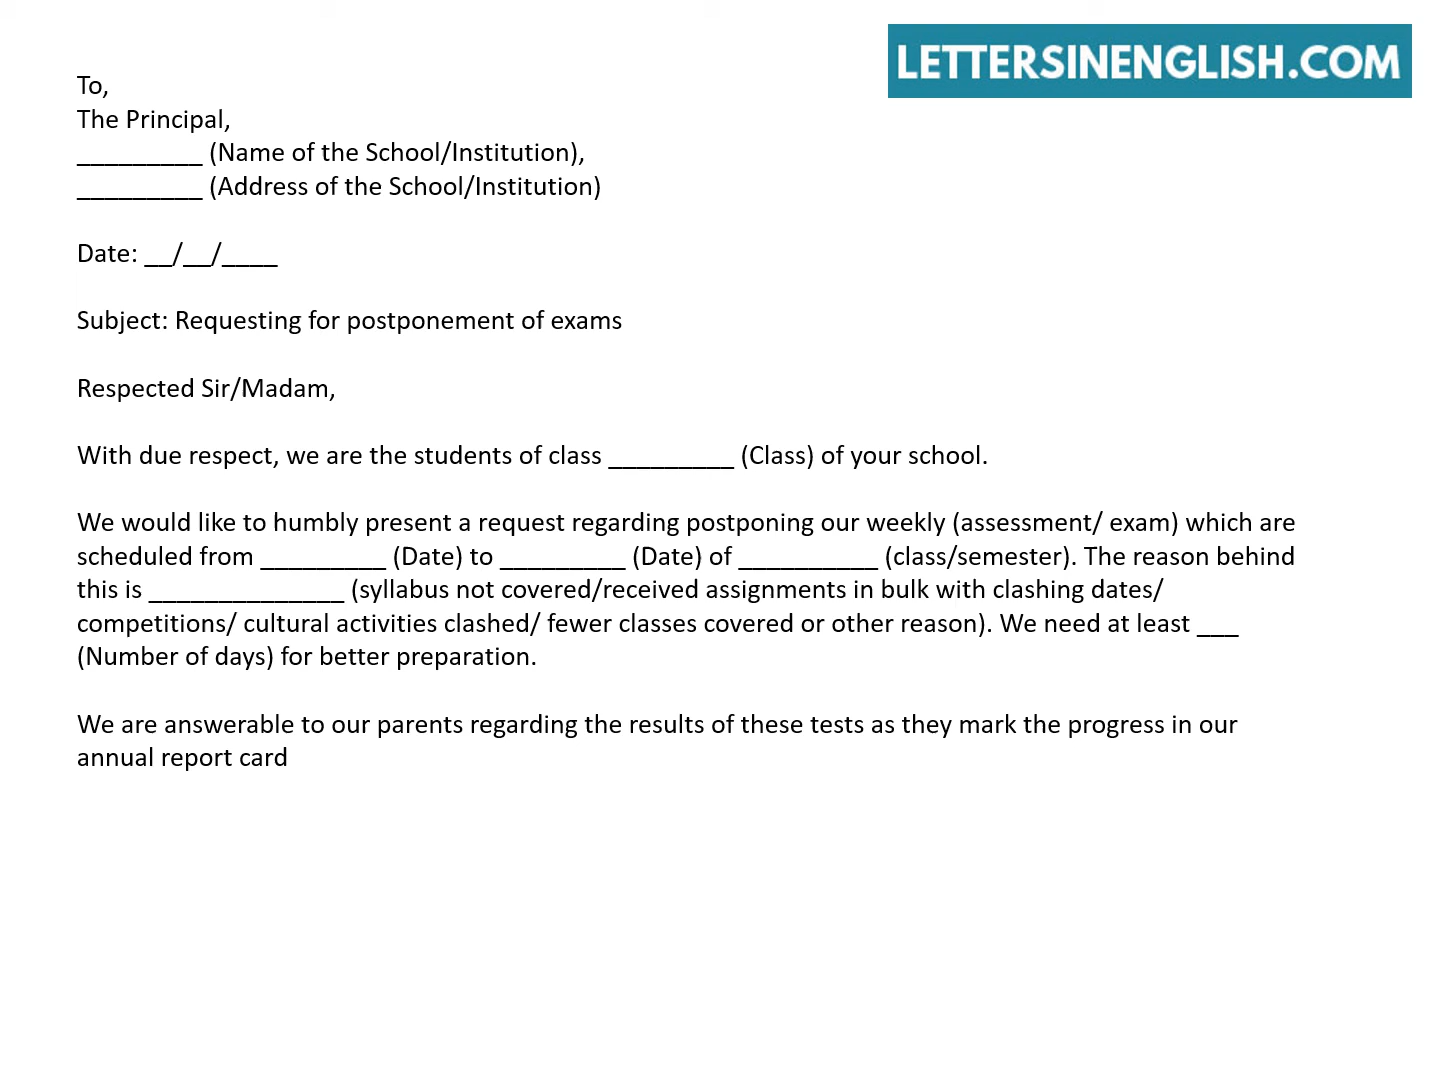 LETTERSINENGLISH.COM
To,
The Principal,
_________ (Name of the School/Institution),
_________ (Address of the School/Institution)
Date: __/__/____
Subject: Requesting for postponement of exams
Respected Sir/Madam,
With due respect, we are the students of class _________ (Class) of your school.
We would like to humbly present a request regarding postponing our weekly (assessment/ exam) which are
scheduled from _________ (Date) to _________ (Date) of __________ (class/semester). The reason behind
this is ______________ (syllabus not covered/received assignments in bulk with clashing dates/
competitions/ cultural activities clashed/ fewer classes covered or other reason). We need at least ___
(Number of days) for better preparation.
We are answerable to our parents regarding the results of these tests as they mark the progress in our
annual report card